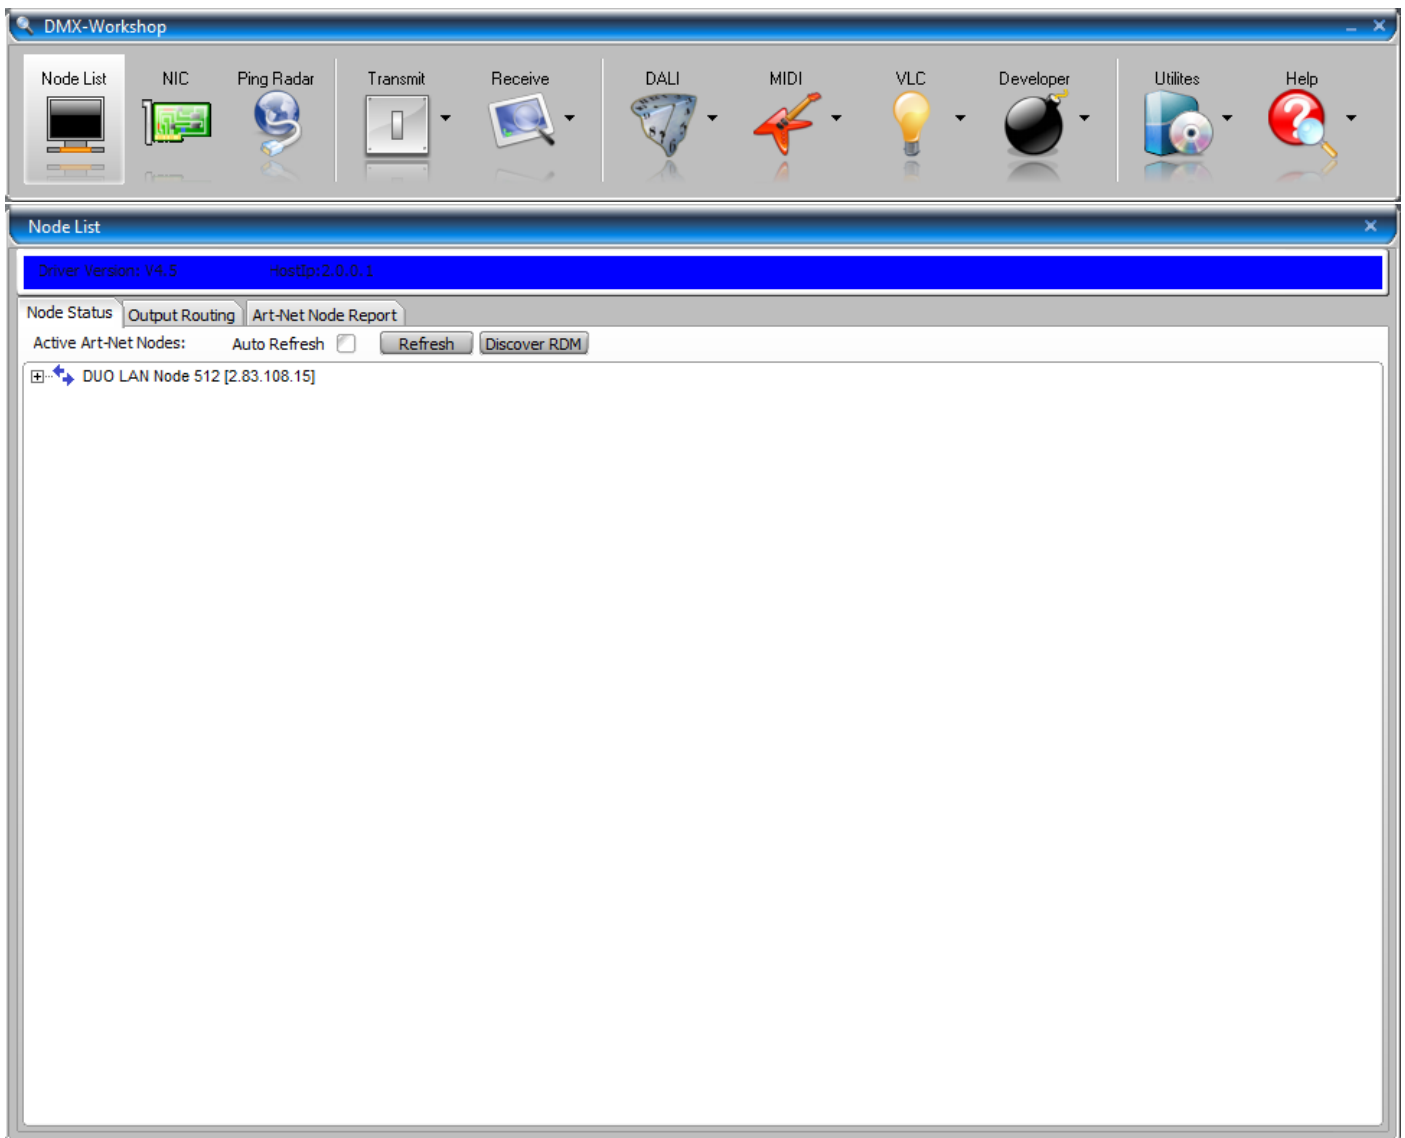 DMX-Workshop
Node List NIC Ping Radar Transmit Receive DALI MIDI VLC Developer Utilites Help
Node List
Driver Version: V4.5 HostIp:2.0.0.1
Node Status Output Routing Art-Net Node Report
Active Art-Net Nodes: Auto Refresh Refresh Discover RDM
DUO LAN Node 512 [2.83.108.15]